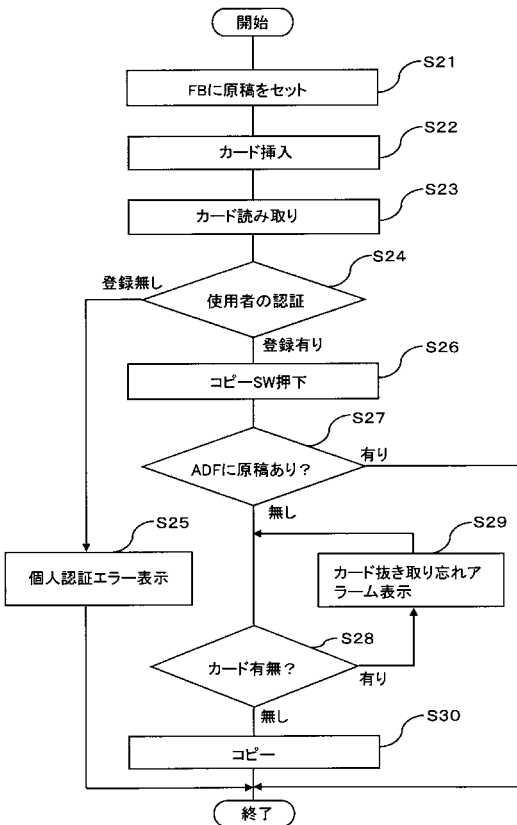 開始
S21
FBに原稿をセット
S22
カード挿入
S23
カード読み取り
S24
登録無し
使用者の認証
登録有り
S26
コピーSW押下
S27
ADFに原稿あり?
有り
無し
S25
個人認証エラー表示
S29
カード抜き取り忘れア
ラーム表示
S28
カード有無?
有り
無し
S30
コピー
終了